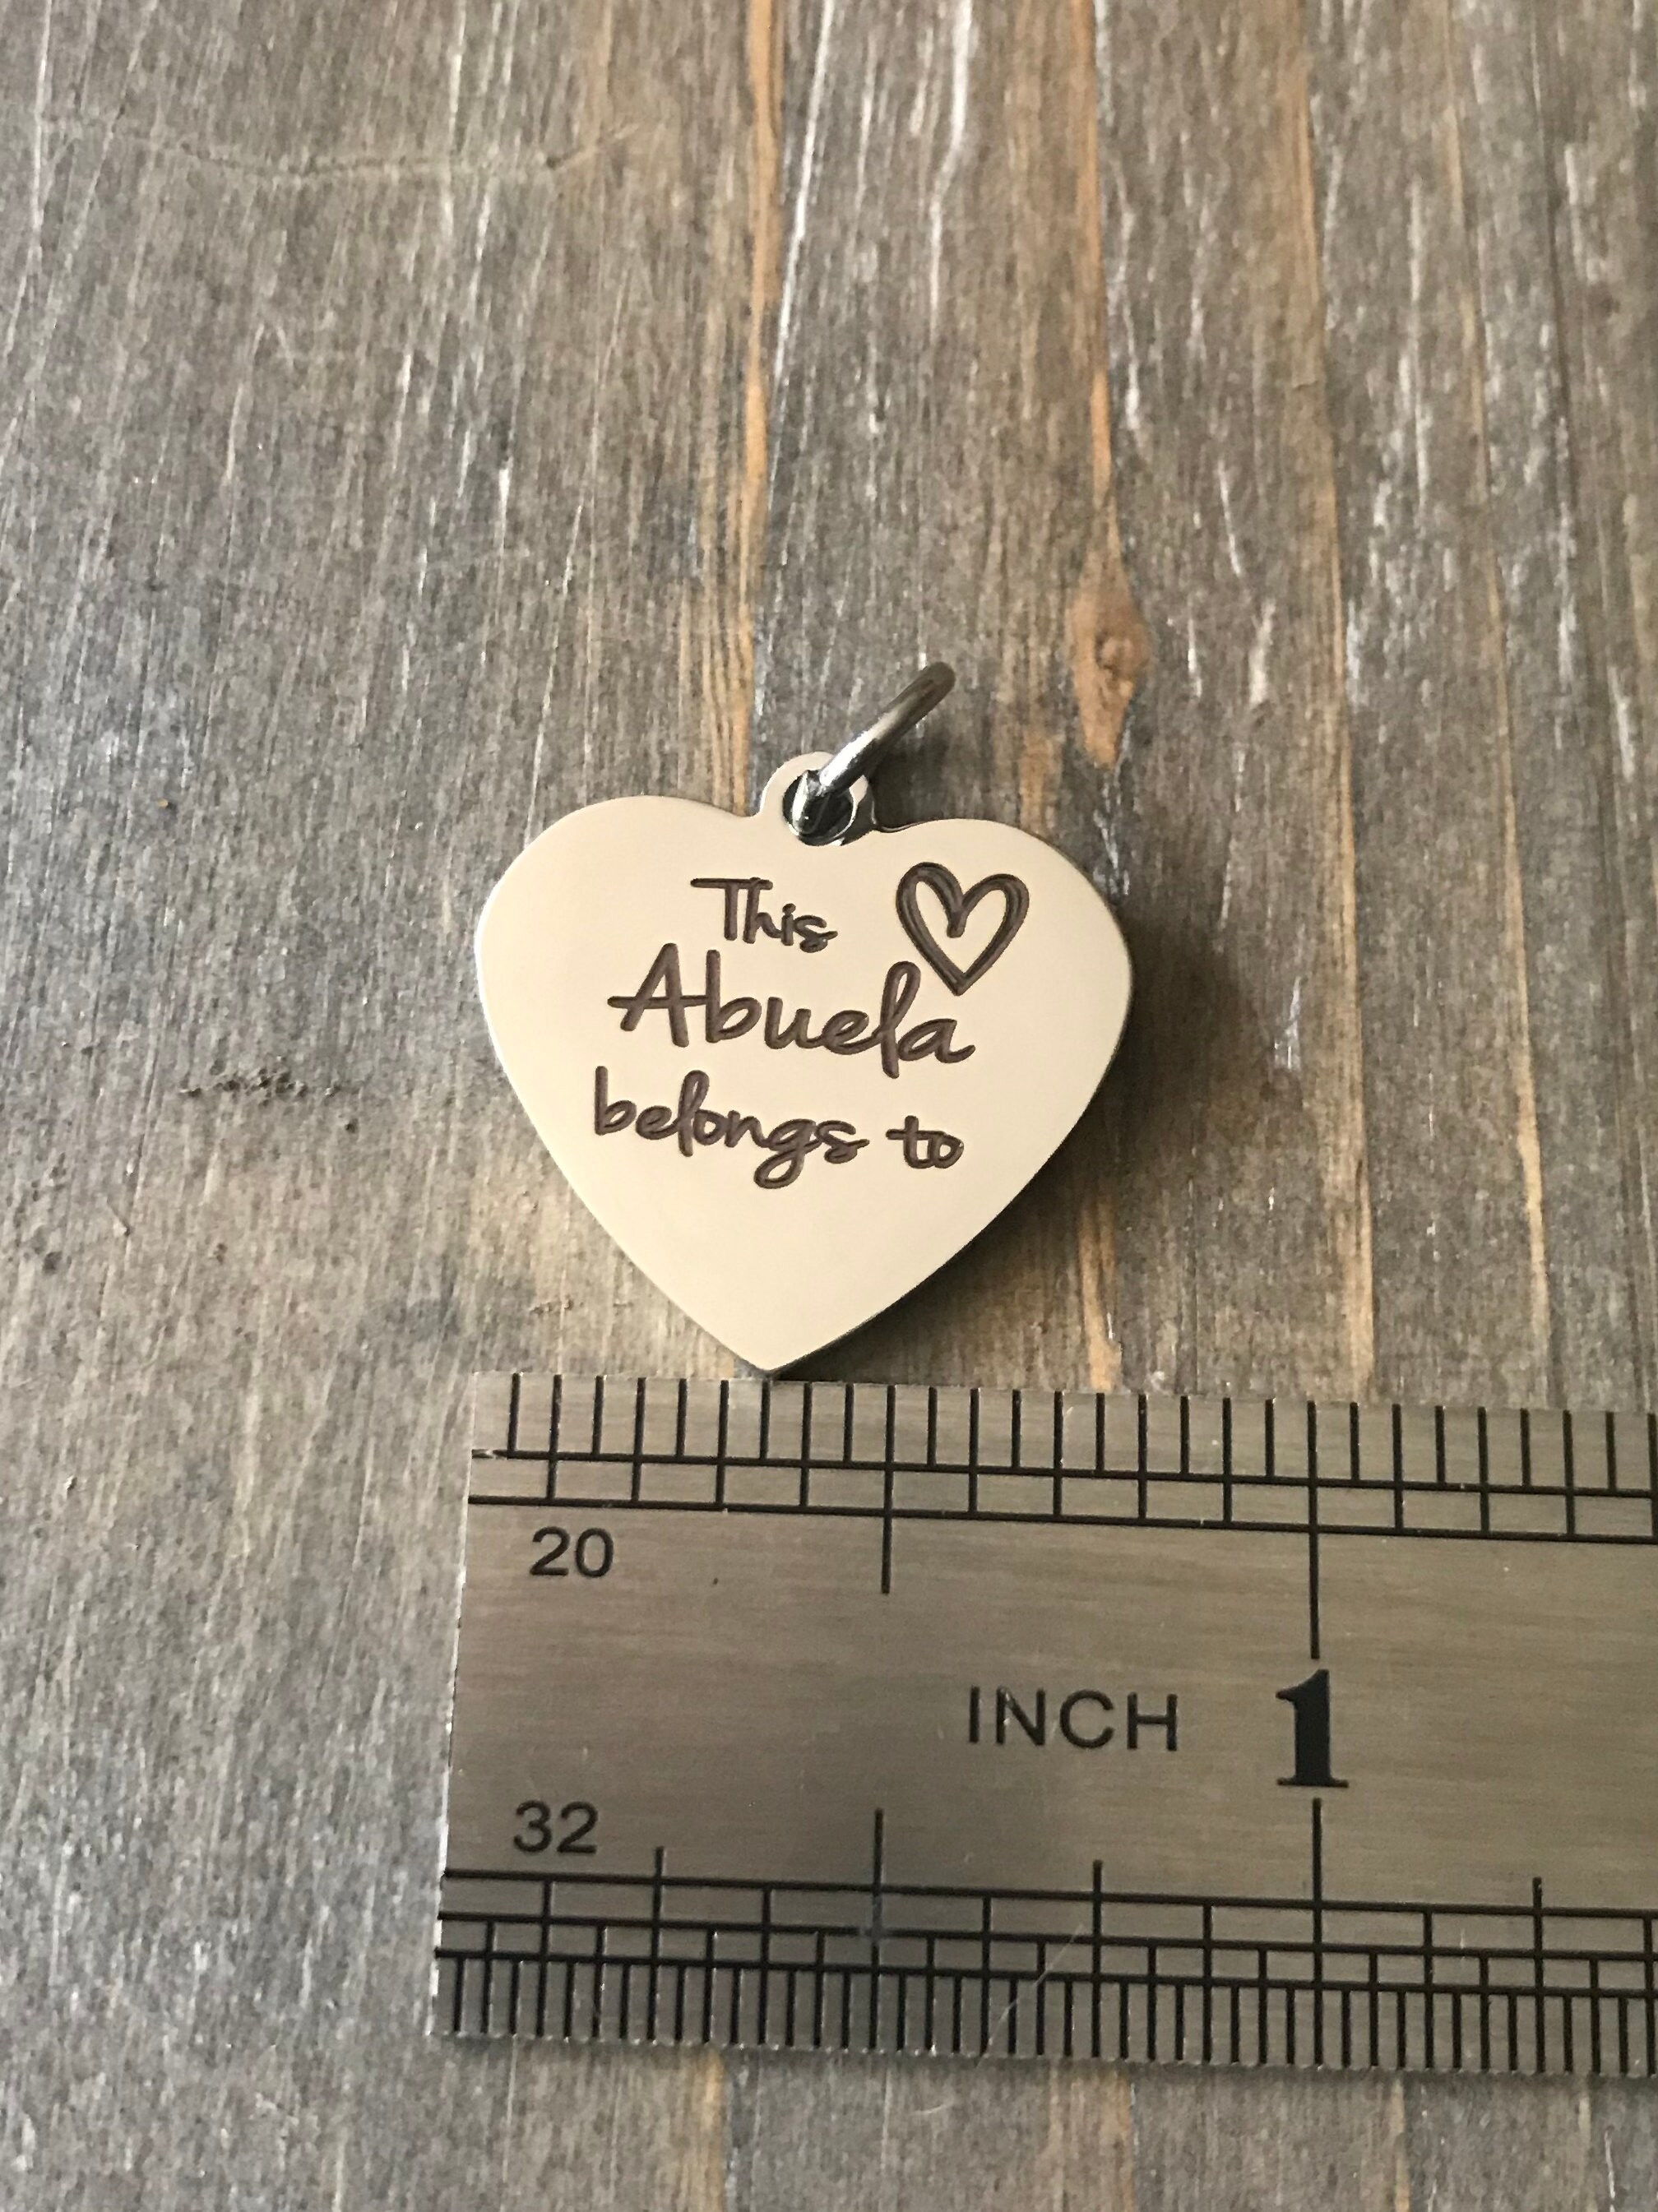 This
Abuela
belongs to
20
INCH 1
32